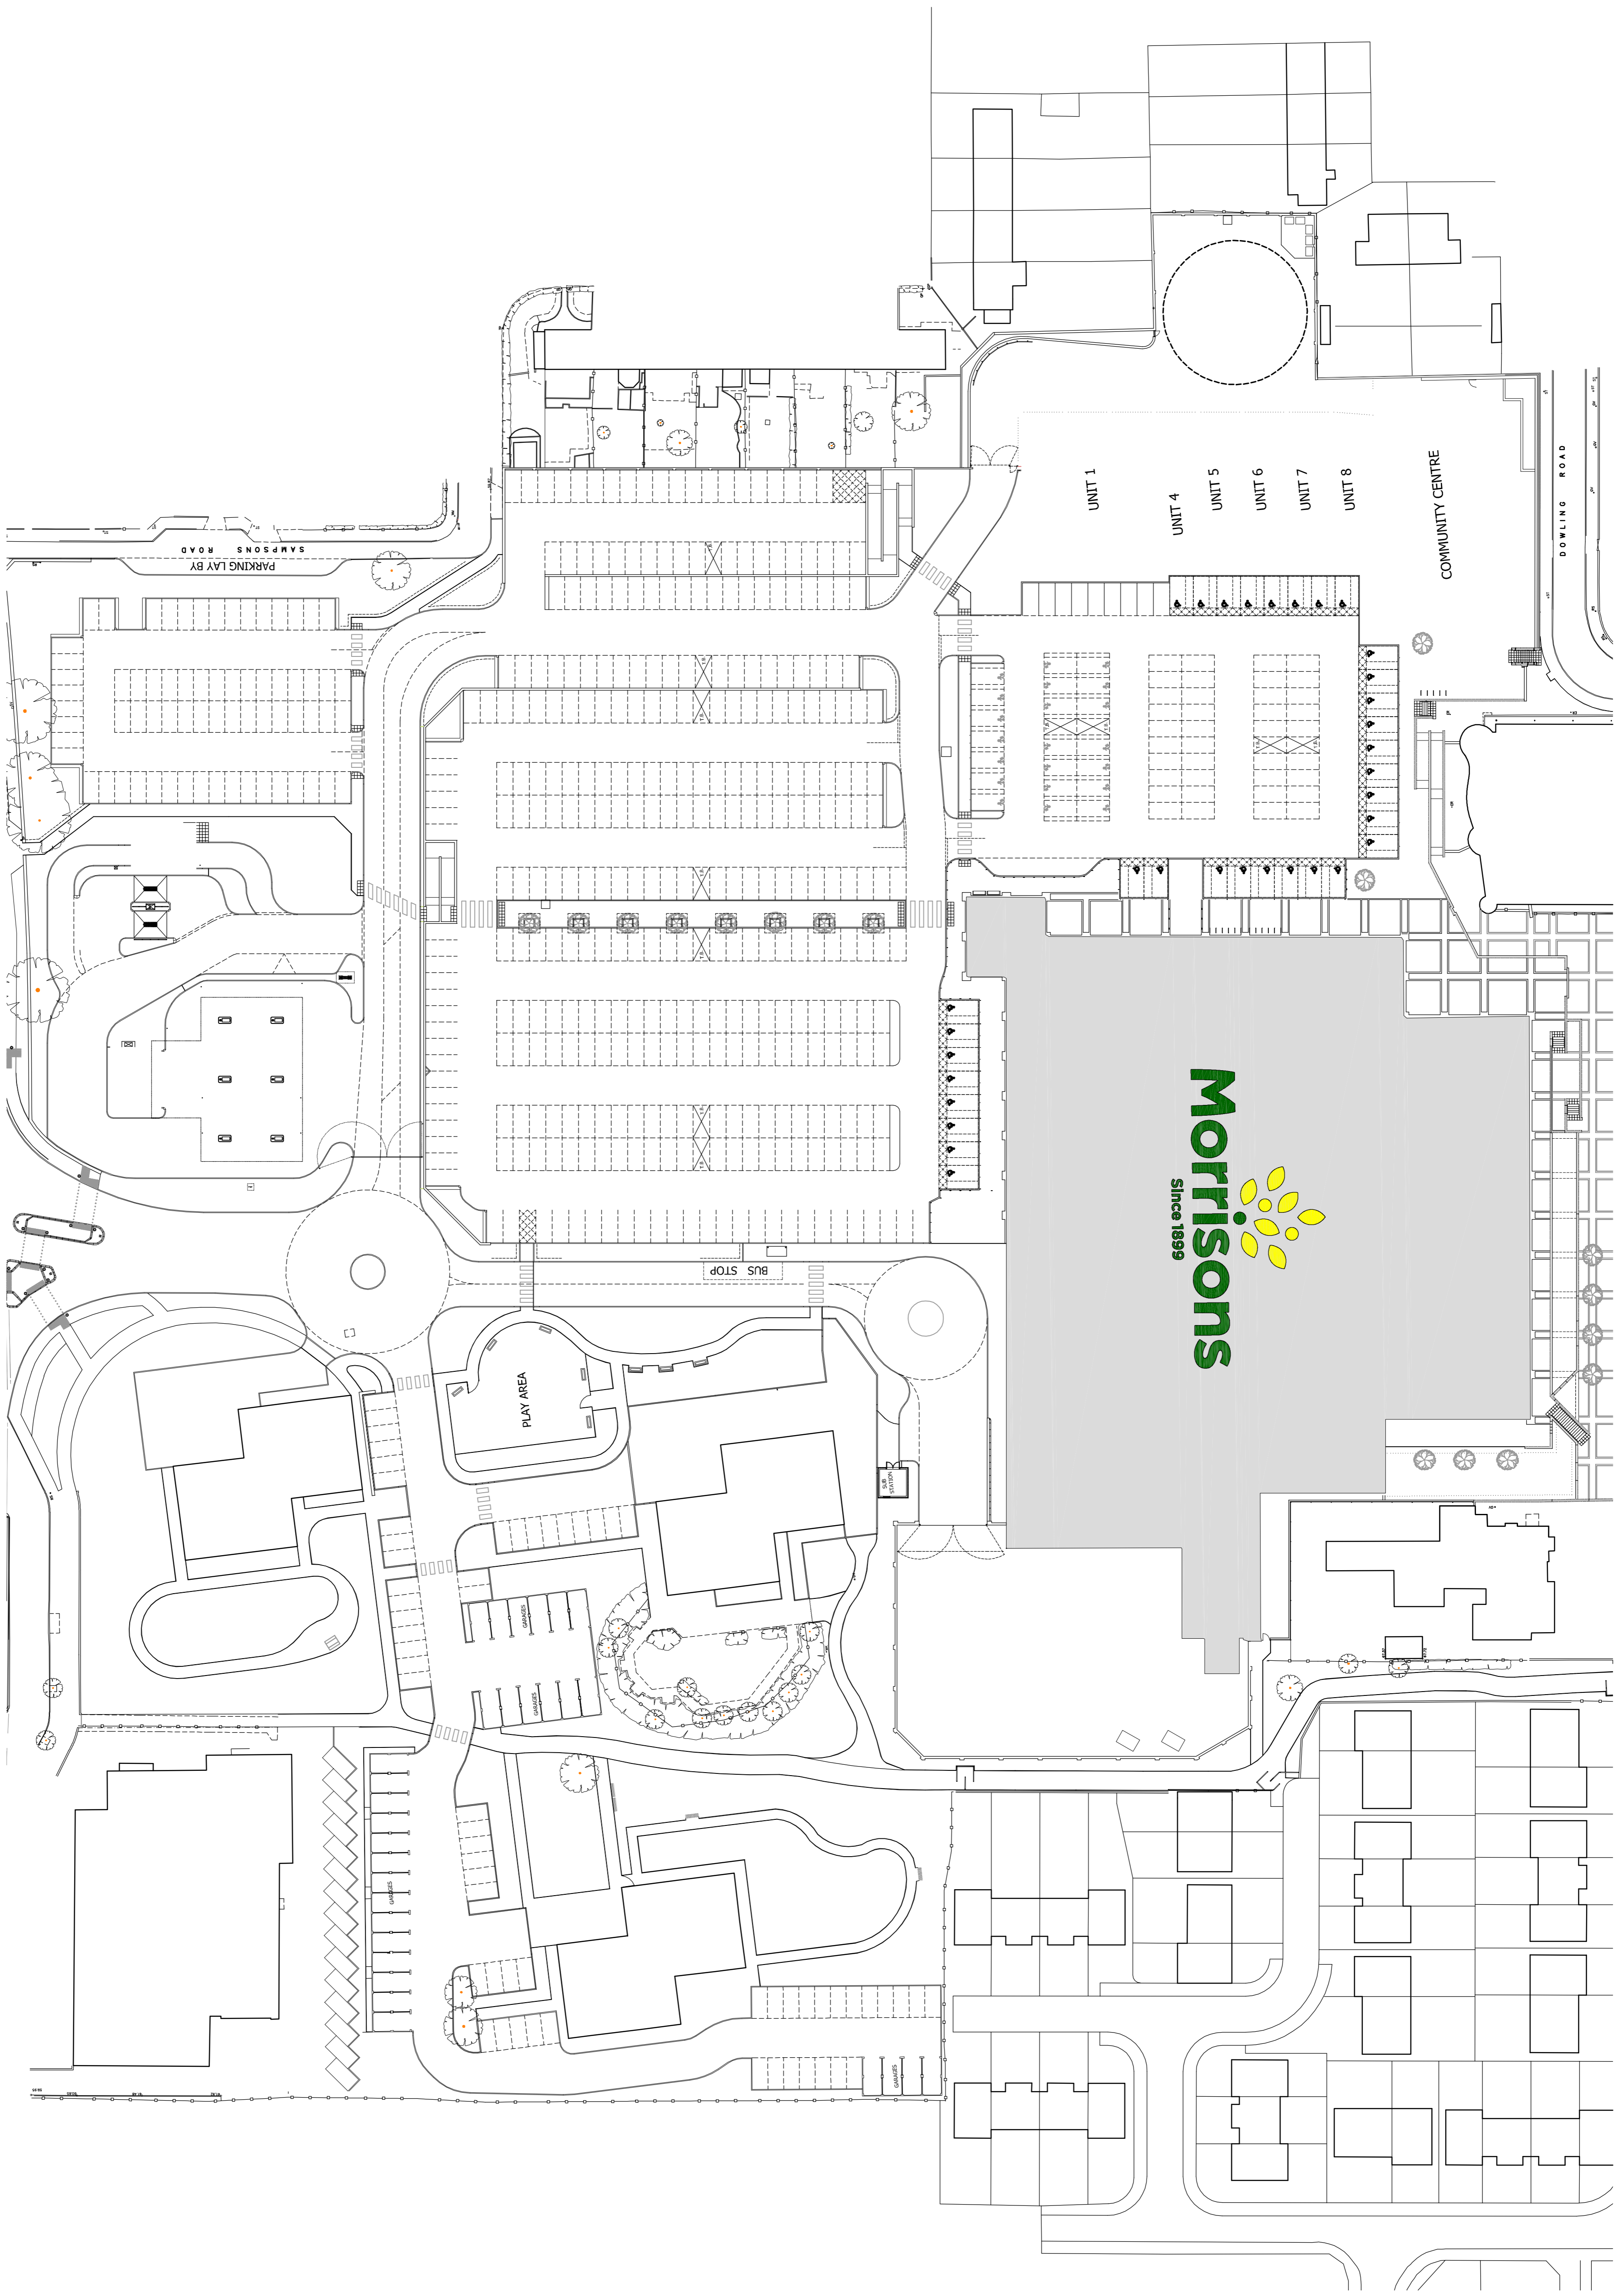 UNIT 1
UNIT 4
UNIT 5
UNIT 6
UNIT 7
UNIT 8
COMMUNITY CENTRE
DOWLING ROAD
SAMPSONS ROAD
PARKING LAY BY
Morrisons
Since 1899
BUS STOP
PLAY AREA
SUB
STATION
GARAGES
GARAGES
GARAGES
GARAGES